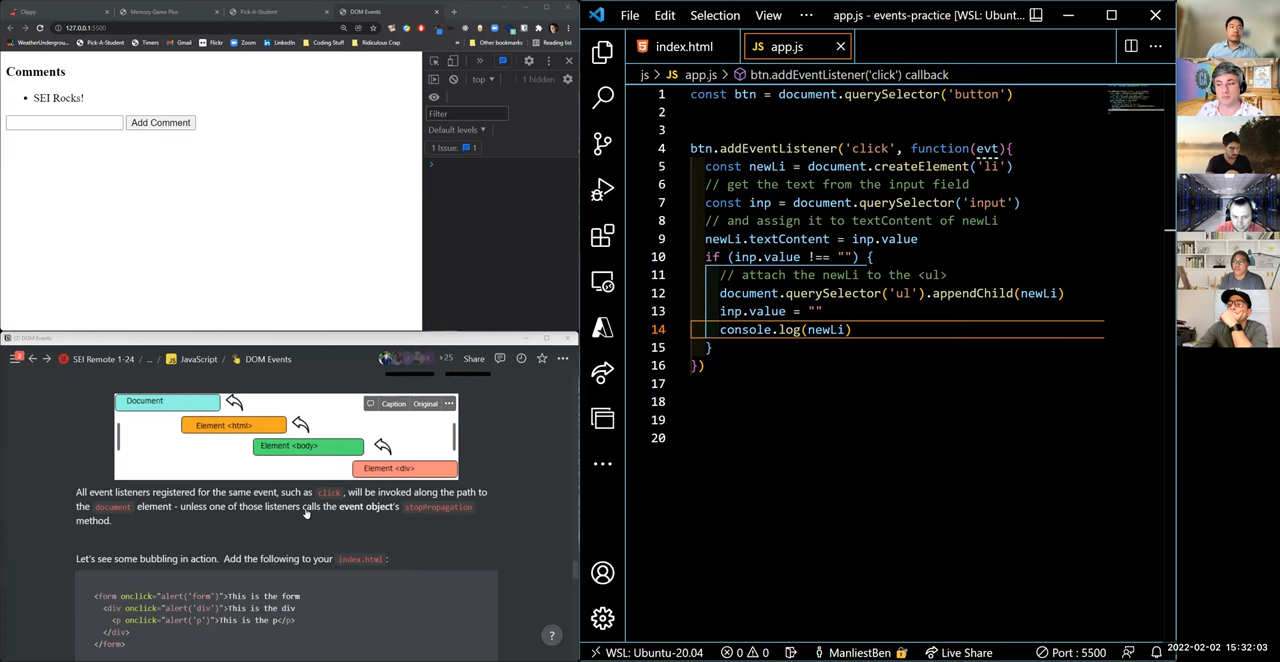 Olippy
Memory Game Plus
Pick-A-Student
DOM Events
127.0.0.1:5500
WeatherUnderground...
Pick-A-Student
Timers
Gmail
Flickr
Zoom
LinkedIn
Coding Stuff
Ridiculous Crap
Other bookmarks
Reading list
Comments
SEI Rocks!
Add Comment
top
1 hidden
Filter
Default levels
1 Issue: 1
(2) DOM Events
SEI Remote 1-24 / ... / JavaScript / DOM Events
+25
Share
Document
Caption Original
Element <html>
Element <body>
Element <div>
All event listeners registered for the same event, such as click, will be invoked along the path to
the document element - unless one of those listeners calls the event object's stopPropagation
method.
Let's see some bubbling in action. Add the following to your index.html:
<form onclick="alert('form')">This is the form
<div onclick="alert('div')">This is the div
<p onclick="alert('p')">This is the p</p>
</div>
</form>
?
File Edit Selection View ··· app.js - events-practice [WSL: Ubunt...
index.html
JS app.js
js > JS app.js > btn.addEventListener('click') callback
1 const btn = document.querySelector('button')
2
3
4 btn.addEventListener('click', function(evt){
5 const newLi = document.createElement('li')
6 // get the text from the input field
7 const inp = document.querySelector('input')
8 // and assign it to textContent of newLi
9 newLi.textContent = inp.value
10 if (inp.value !== "") {
11 // attach the newLi to the <ul>
12 document.querySelector('ul').appendChild(newLi)
13 inp.value = ""
14 console.log(newLi)
15 }
16 })
17
18
19
20
WSL: Ubuntu-20.04 0 0 ManliestBen Live Share Port : 5500
2022-02-02 15:32:03